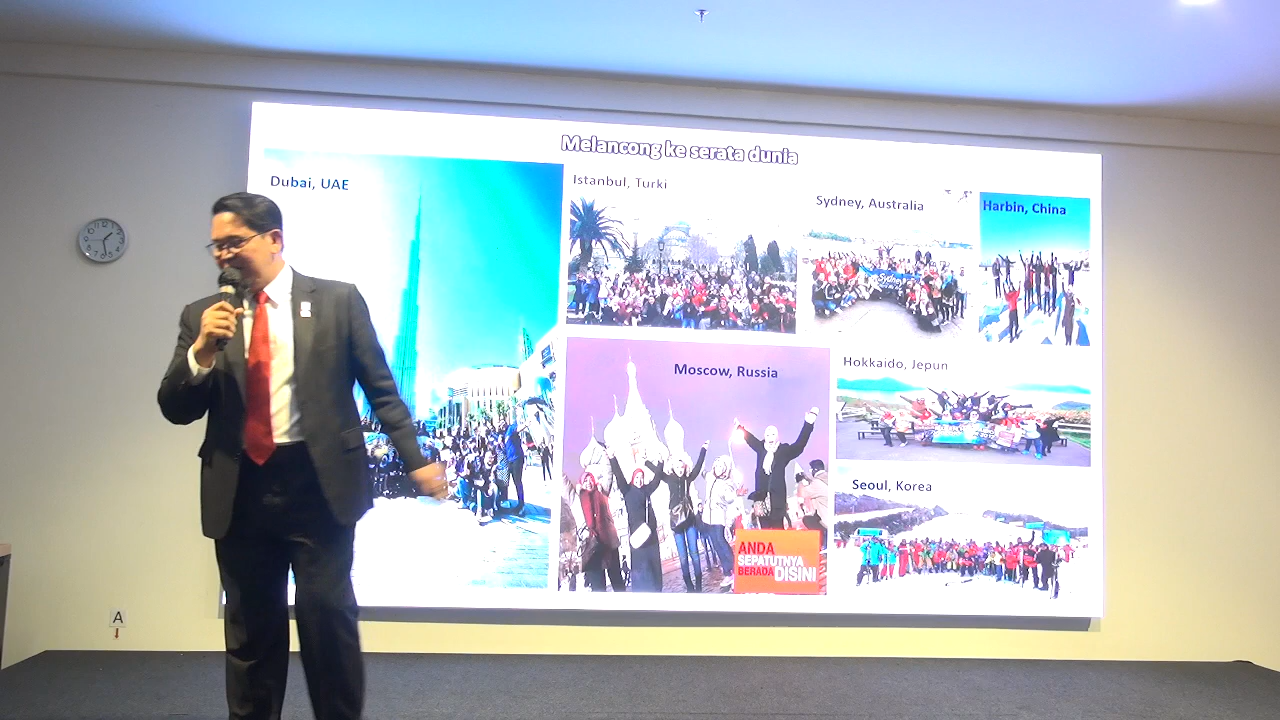 Melancong ke serata dunia
Dubai, UAE
Istanbul, Turki
Sydney, Australia
Harbin, China
Sydney
Moscow, Russia
Hokkaido, Jepun
Seoul, Korea
ANDA
SEPATUTNYA
BERADA DISINI
A